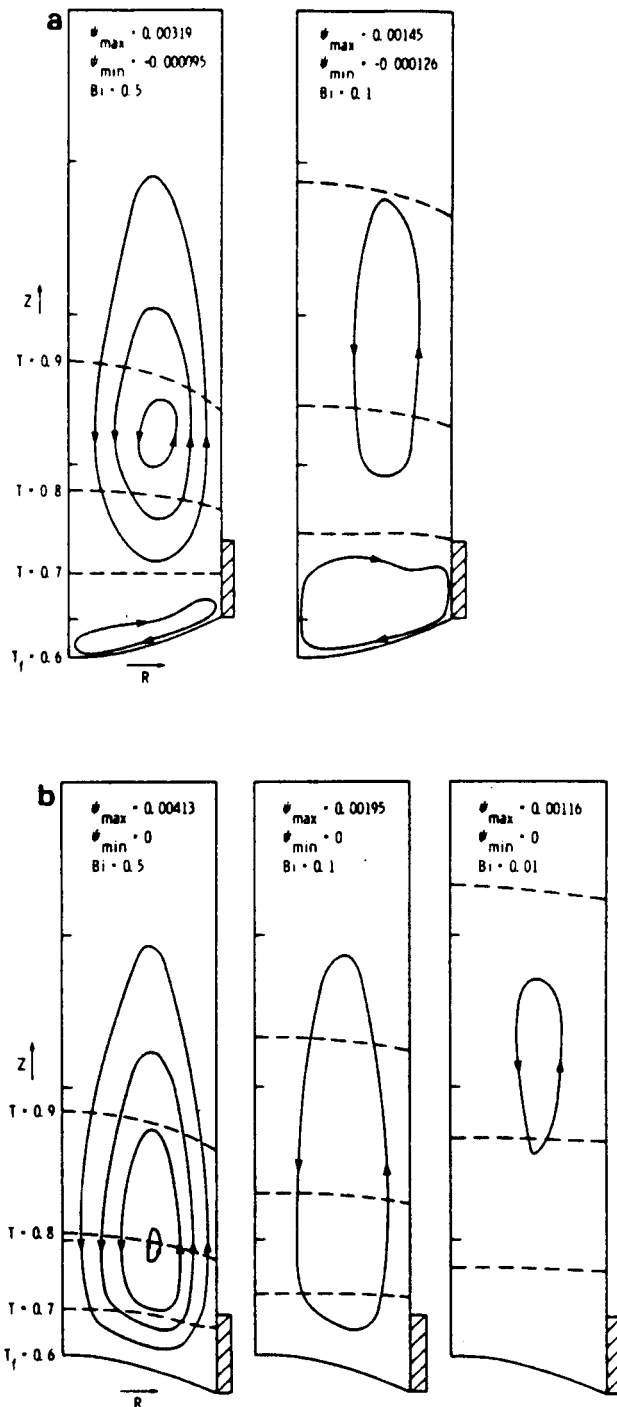 a
ψmax = 0.00319
ψmin = -0.000095
Bi = 0.5
ψmax = 0.00145
ψmin = -0.000126
Bi = 0.1
Z
T = 0.9
T = 0.8
T = 0.7
Tf = 0.6
R
b
ψmax = 0.00413
ψmin = 0
Bi = 0.5
ψmax = 0.00195
ψmin = 0
Bi = 0.1
ψmax = 0.00116
ψmin = 0
Bi = 0.01
Z
T = 0.9
T = 0.8
T = 0.7
Tf = 0.6
R